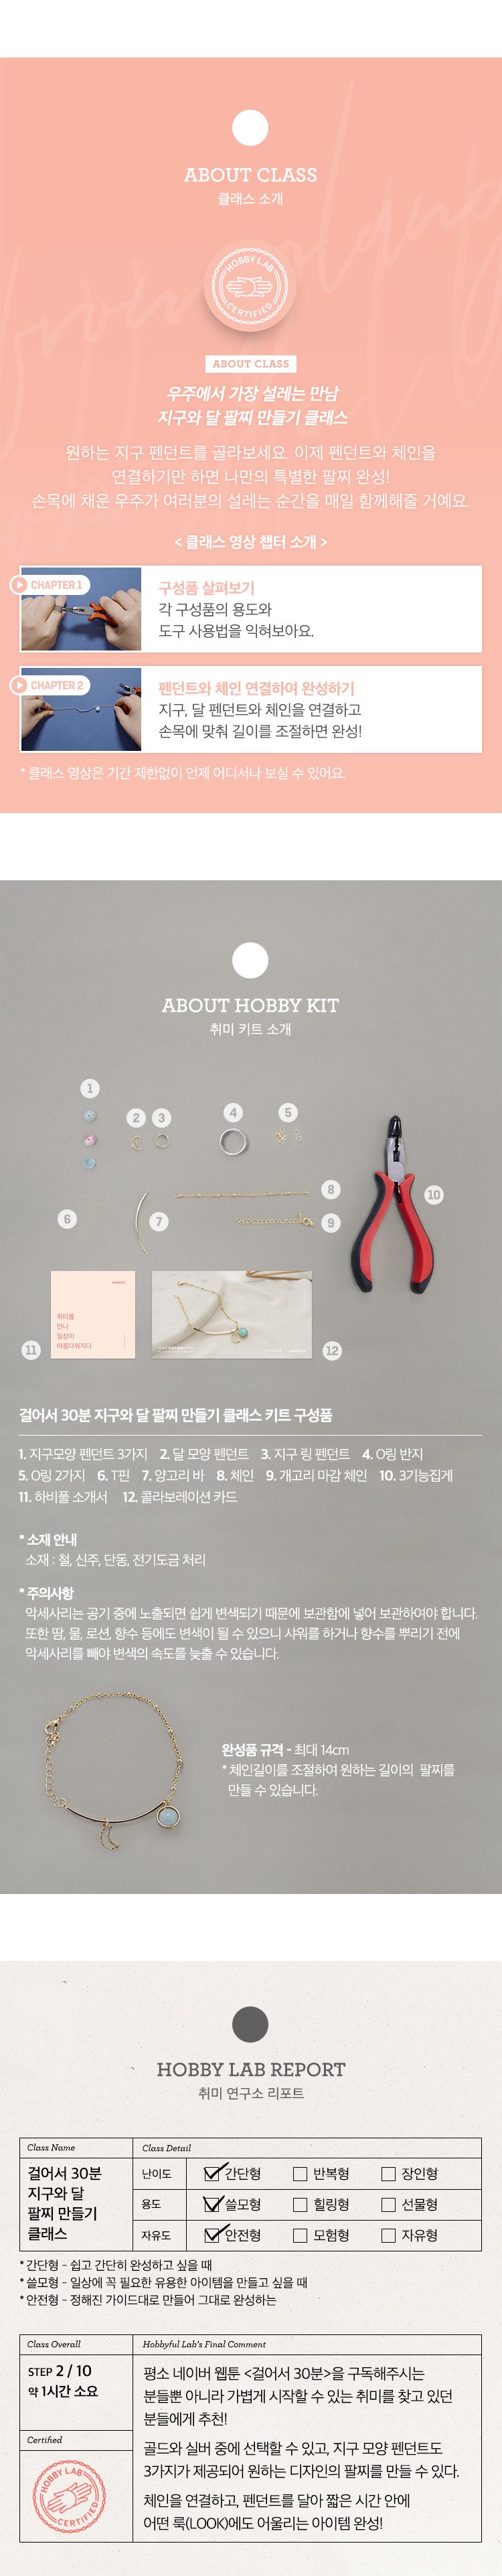 ABOUT CLASS
클래스 소개
HOBBY LAB
CERTIFIED
ABOUT CLASS
우주에서 가장 설레는 만남
지구와 달 팔찌 만들기 클래스
원하는 지구 펜던트를 골라보세요. 이제 펜던트와 체인을
연결하기만 하면 나만의 특별한 팔찌 완성!
손목에 채운 우주가 여러분의 설레는 순간을 매일 함께해줄 거예요.
< 클래스 영상 챕터 소개 >
CHAPTER 1
구성품 살펴보기
각 구성품의 용도와
도구 사용법을 익혀보아요.
CHAPTER 2
펜던트와 체인 연결하여 완성하기
지구, 달 펜던트와 체인을 연결하고
손목에 맞춰 길이를 조절하면 완성!
* 클래스 영상은 기간 제한없이 언제 어디서나 보실 수 있어요.
ABOUT HOBBY KIT
취미 키트 소개
1
2 3 4 5
6 7 8 9 10
취미를
만나
일상이
아름다워지다
11 12
걸어서 30분 지구와 달 팔찌 만들기 클래스 키트 구성품
1. 지구모양 펜던트 3가지 2. 달 모양 펜던트 3. 지구 링 펜던트 4. O링 반지
5. O링 2가지 6. T핀 7. 양고리 바 8. 체인 9. 개고리 마감 체인 10. 3기능집게
11. 하비풀 소개서 12. 콜라보레이션 카드
* 소재 안내
소재 : 철, 신주, 단동, 전기도금 처리
* 주의사항
악세사리는 공기 중에 노출되면 쉽게 변색되기 때문에 보관함에 넣어 보관하여야 합니다.
또한 땀, 물, 로션, 향수 등에도 변색이 될 수 있으니 샤워를 하거나 향수를 뿌리기 전에
악세사리를 빼야 변색의 속도를 늦출 수 있습니다.
완성품 규격 - 최대 14cm
* 체인길이를 조절하여 원하는 길이의 팔찌를
만들 수 있습니다.
HOBBY LAB REPORT
취미 연구소 리포트
Class Name
Class Detail
걸어서 30분
지구와 달
팔찌 만들기
클래스
난이도 간단형 반복형 장인형
용도 쓸모형 힐링형 선물형
자유도 안전형 모험형 자유형
* 간단형 - 쉽고 간단히 완성하고 싶을 때
* 쓸모형 - 일상에 꼭 필요한 유용한 아이템을 만들고 싶을 때
* 안전형 - 정해진 가이드대로 만들어 그대로 완성하는
Class Overall
Hobbyful Lab's Final Comment
STEP 2 / 10
약 1시간 소요
평소 네이버 웹툰 <걸어서 30분>을 구독해주시는
분들뿐 아니라 가볍게 시작할 수 있는 취미를 찾고 있던
분들에게 추천!
Certified
HOBBY LAB
CERTIFIED
골드와 실버 중에 선택할 수 있고, 지구 모양 펜던트도
3가지가 제공되어 원하는 디자인의 팔찌를 만들 수 있다.
체인을 연결하고, 펜던트를 달아 짧은 시간 안에
어떤 룩(LOOK)에도 어울리는 아이템 완성!